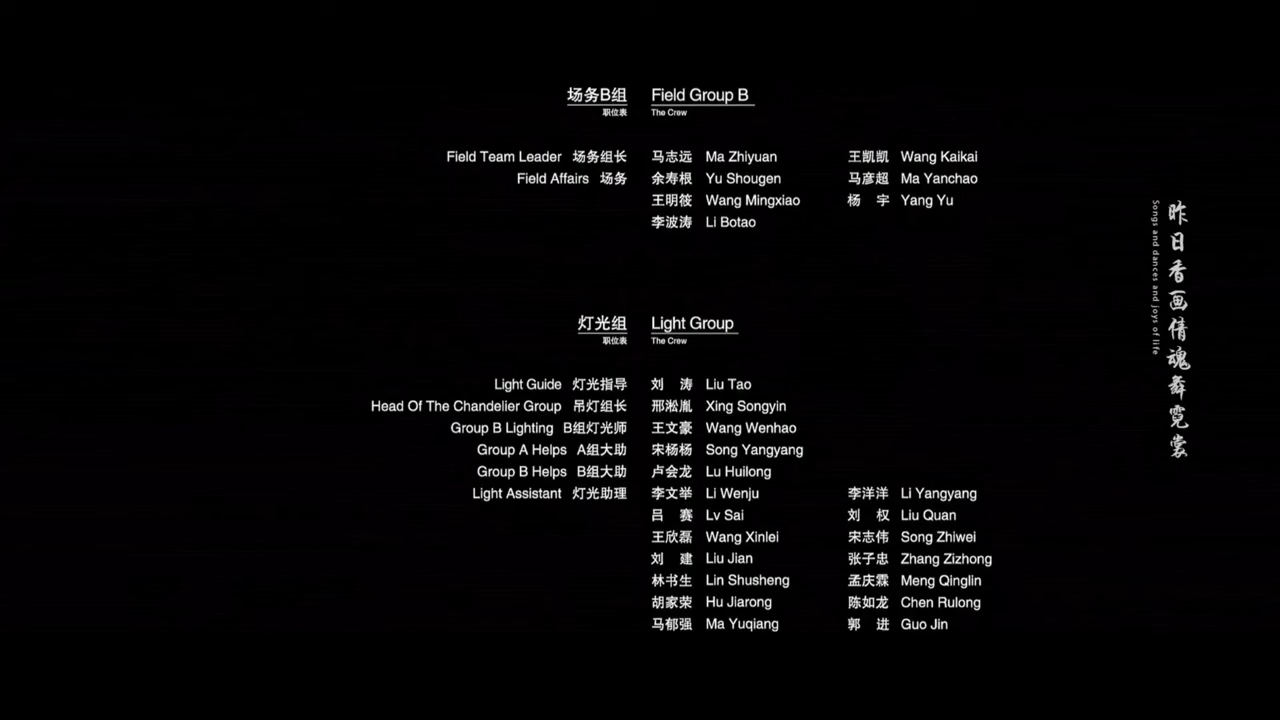 场务B组 Field Group B
职位表 The Crew
Field Team Leader 场务组长 马志远 Ma Zhiyuan 王凯凯 Wang Kaikai
Field Affairs 场务 余寿根 Yu Shougen 马彦超 Ma Yanchao
王明筱 Wang Mingxiao 杨 宇 Yang Yu
李波涛 Li Botao
灯光组 Light Group
职位表 The Crew
Light Guide 灯光指导 刘 涛 Liu Tao
Head Of The Chandelier Group 吊灯组长 邢淞胤 Xing Songyin
Group B Lighting B组灯光师 王文豪 Wang Wenhao
Group A Helps A组大助 宋杨杨 Song Yangyang
Group B Helps B组大助 卢会龙 Lu Huilong
Light Assistant 灯光助理 李文举 Li Wenju 李洋洋 Li Yangyang
吕 赛 Lv Sai 刘 权 Liu Quan
王欣磊 Wang Xinlei 宋志伟 Song Zhiwei
刘 建 Liu Jian 张子忠 Zhang Zizhong
林书生 Lin Shusheng 孟庆霖 Meng Qinglin
胡家荣 Hu Jiarong 陈如龙 Chen Rulong
马郁强 Ma Yuqiang 郭 进 Guo Jin
昨日香画倩魂舞霓裳
Songs and dances and joys of life